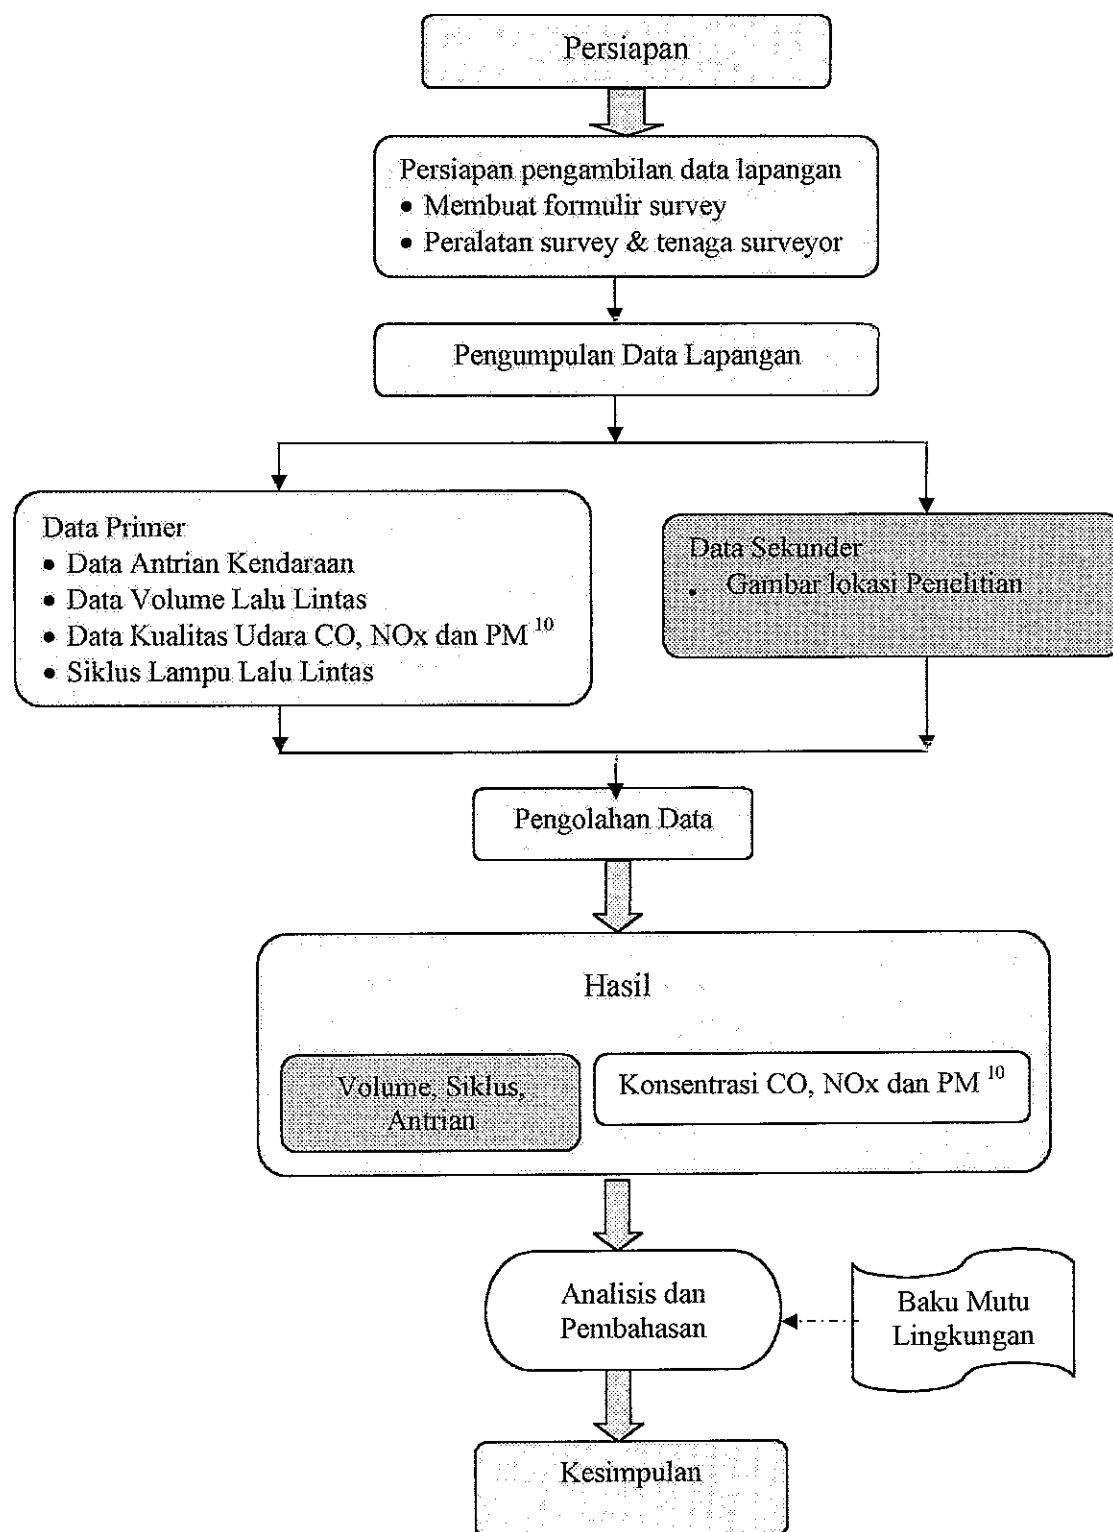 Persiapan
Persiapan pengambilan data lapangan
• Membuat formulir survey
• Peralatan survey & tenaga surveyor
Pengumpulan Data Lapangan
Data Primer
• Data Antrian Kendaraan
• Data Volume Lalu Lintas
• Data Kualitas Udara CO, NOx dan PM 10
• Siklus Lampu Lalu Lintas
Data Sekunder
• Gambar lokasi Penelitian
Pengolahan Data
Hasil
Volume, Siklus,
Antrian
Konsentrasi CO, NOx dan PM 10
Analisis dan
Pembahasan
Baku Mutu
Lingkungan
Kesimpulan